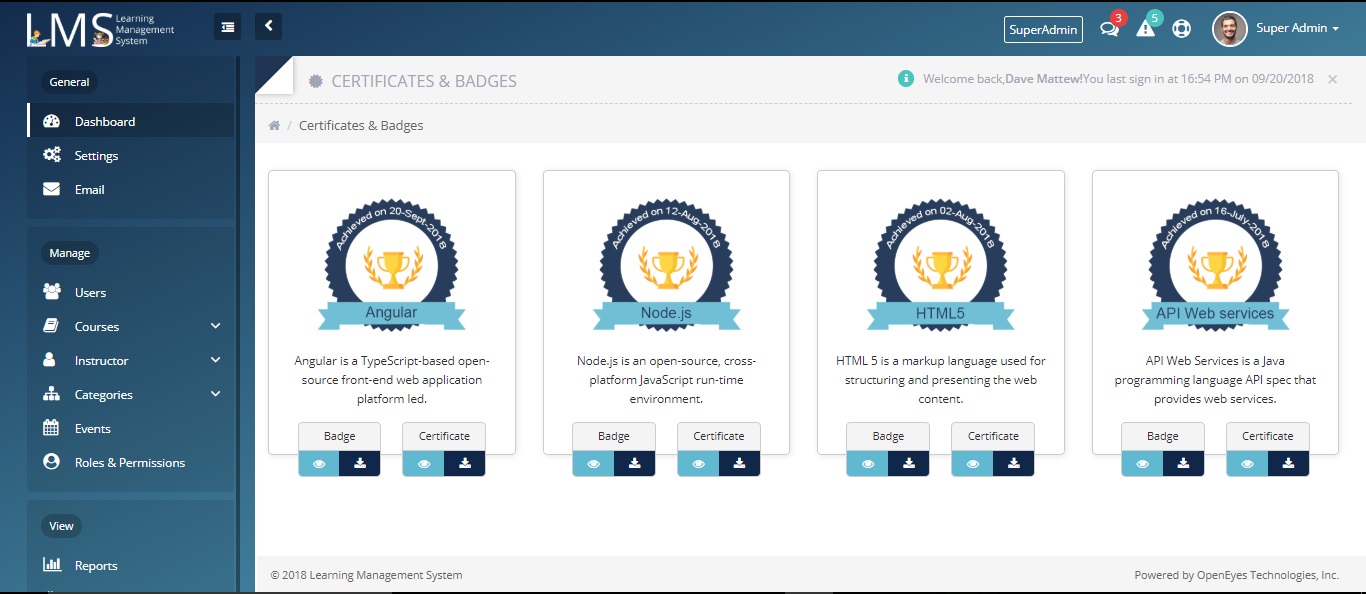 LMS Learning
Management
System
SuperAdmin
3
5
Super Admin
General
Dashboard
Settings
Email
Manage
Users
Courses
Instructor
Categories
Events
Roles & Permissions
View
Reports
CERTIFICATES & BADGES
Welcome back,Dave Mattew!You last sign in at 16:54 PM on 09/20/2018 ×
/ Certificates & Badges
Achieved on 20-Sept-2018
Angular
Angular is a TypeScript-based open-
source front-end web application
platform led.
Badge
Certificate
Achieved on 12-Aug-2018
Node.js
Node.js is an open-source, cross-
platform JavaScript run-time
environment.
Badge
Certificate
Achieved on 02-Aug-2018
HTML5
HTML 5 is a markup language used for
structuring and presenting the web
content.
Badge
Certificate
Achieved on 16-July-2018
API Web services
API Web Services is a Java
programming language API spec that
provides web services.
Badge
Certificate
© 2018 Learning Management System
Powered by OpenEyes Technologies, Inc.